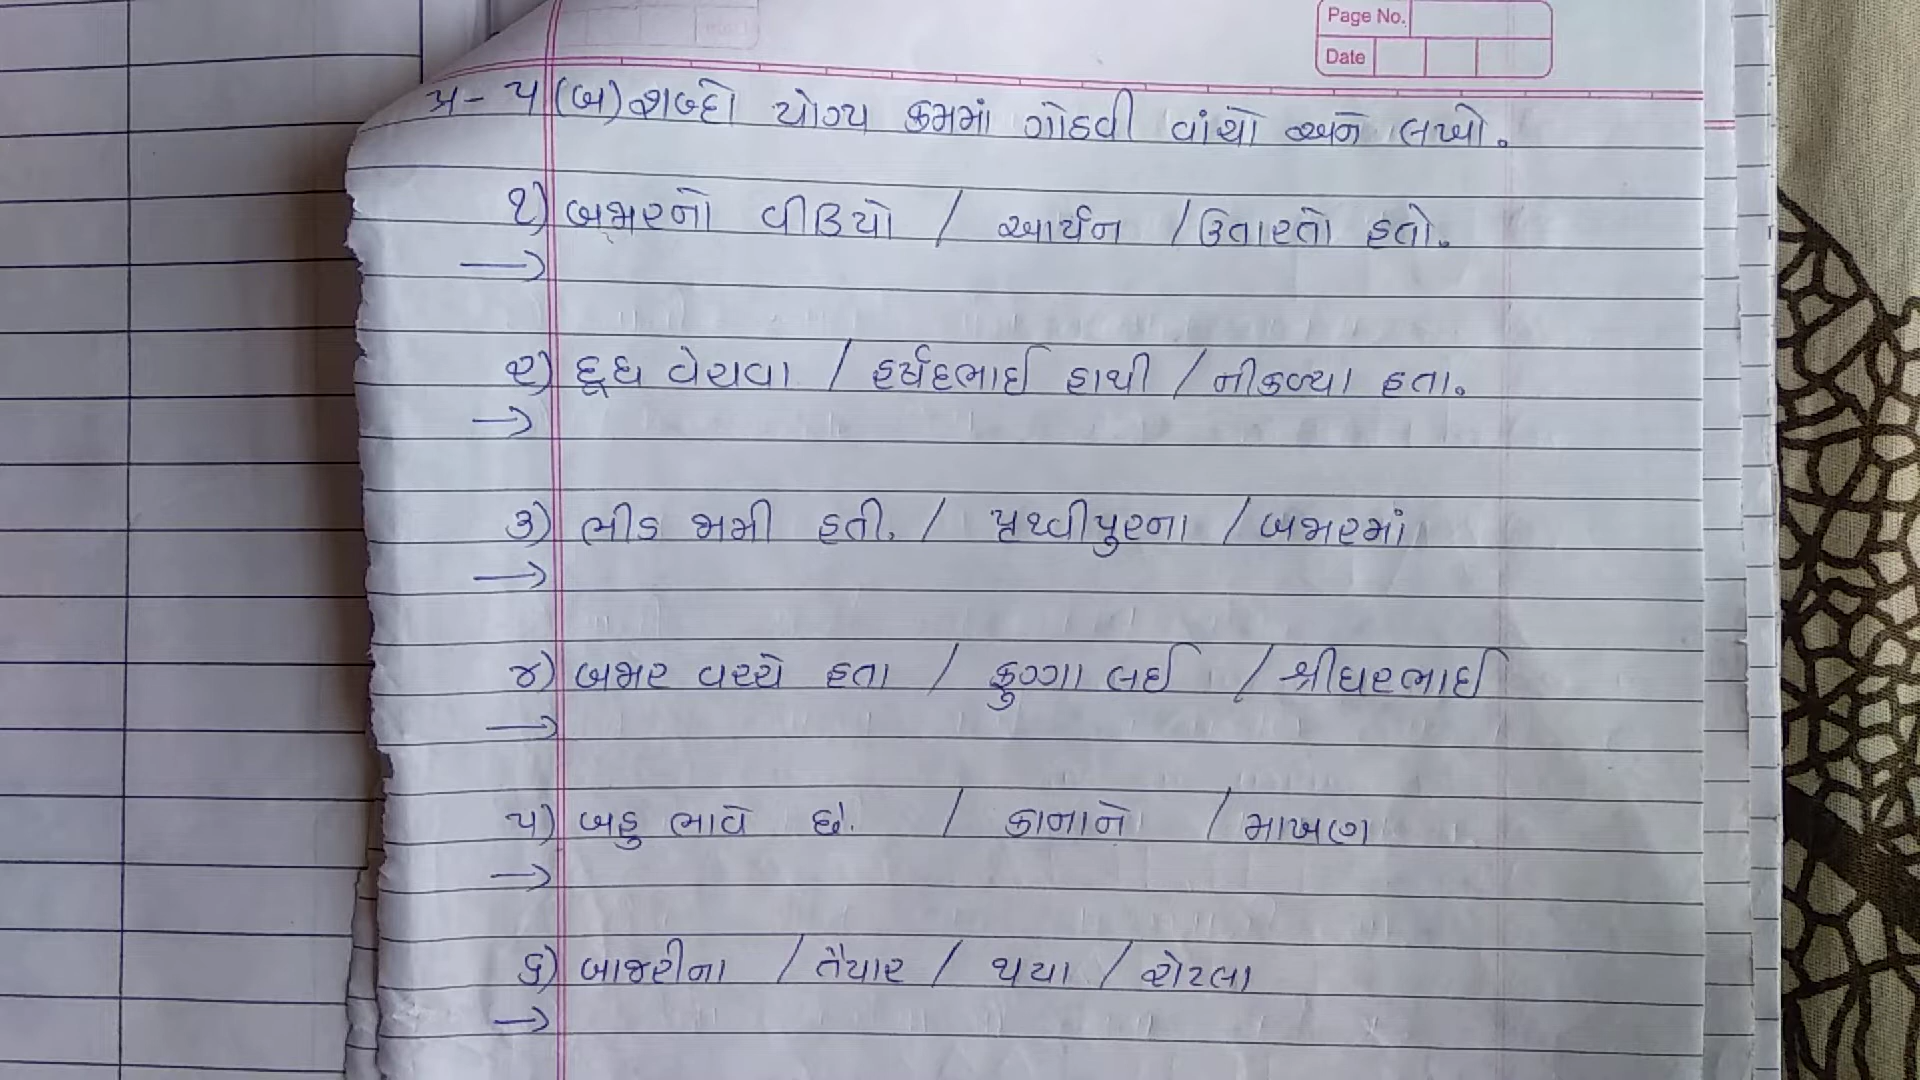 Page No.
Date
પ્ર- ૫ (બ) શબ્દો યોગ્ય ક્રમમાં ગોઠવી વાંચો અને લખો.
૧) બજારનો વીડિયો / આર્યન / ઉતારતો હતો.
→
૨) દૂધ વેચવા / હર્ષદભાઈ હાથી / નીકળ્યા હતા.
→
૩) ભીડ જામી હતી. / પૃથ્વીપુરના / બજારમાં
→
૪) બજાર વચ્ચે હતા / ફુગ્ગા લઈ / શ્રીધરભાઈ
→
૫) બહુ ભાવે છે. / કાનાને / માખણ
→
૬) બાજરીના / તૈયાર / થયા / રોટલા
→